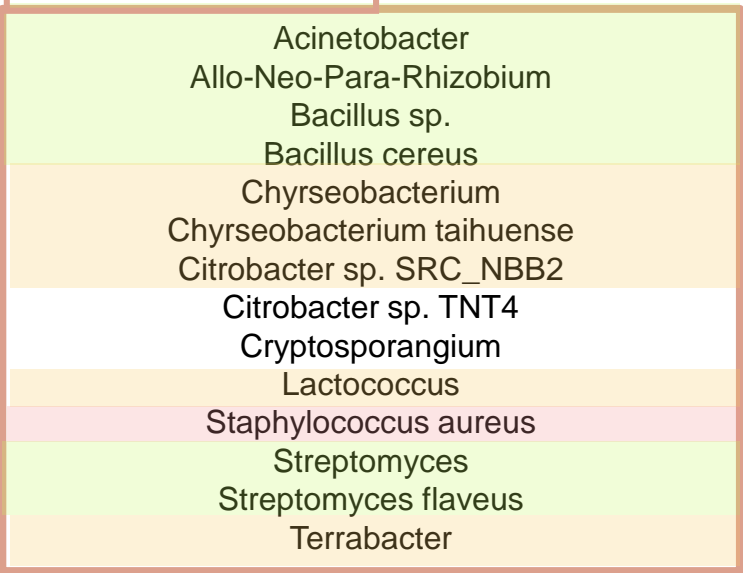 Acinetobacter
Allo-Neo-Para-Rhizobium
Bacillus sp.
Bacillus cereus
Chyrseobacterium
Chyrseobacterium taihuense
Citrobacter sp. SRC_NBB2
Citrobacter sp. TNT4
Cryptosporangium
Lactococcus
Staphylococcus aureus
Streptomyces
Streptomyces flaveus
Terrabacter